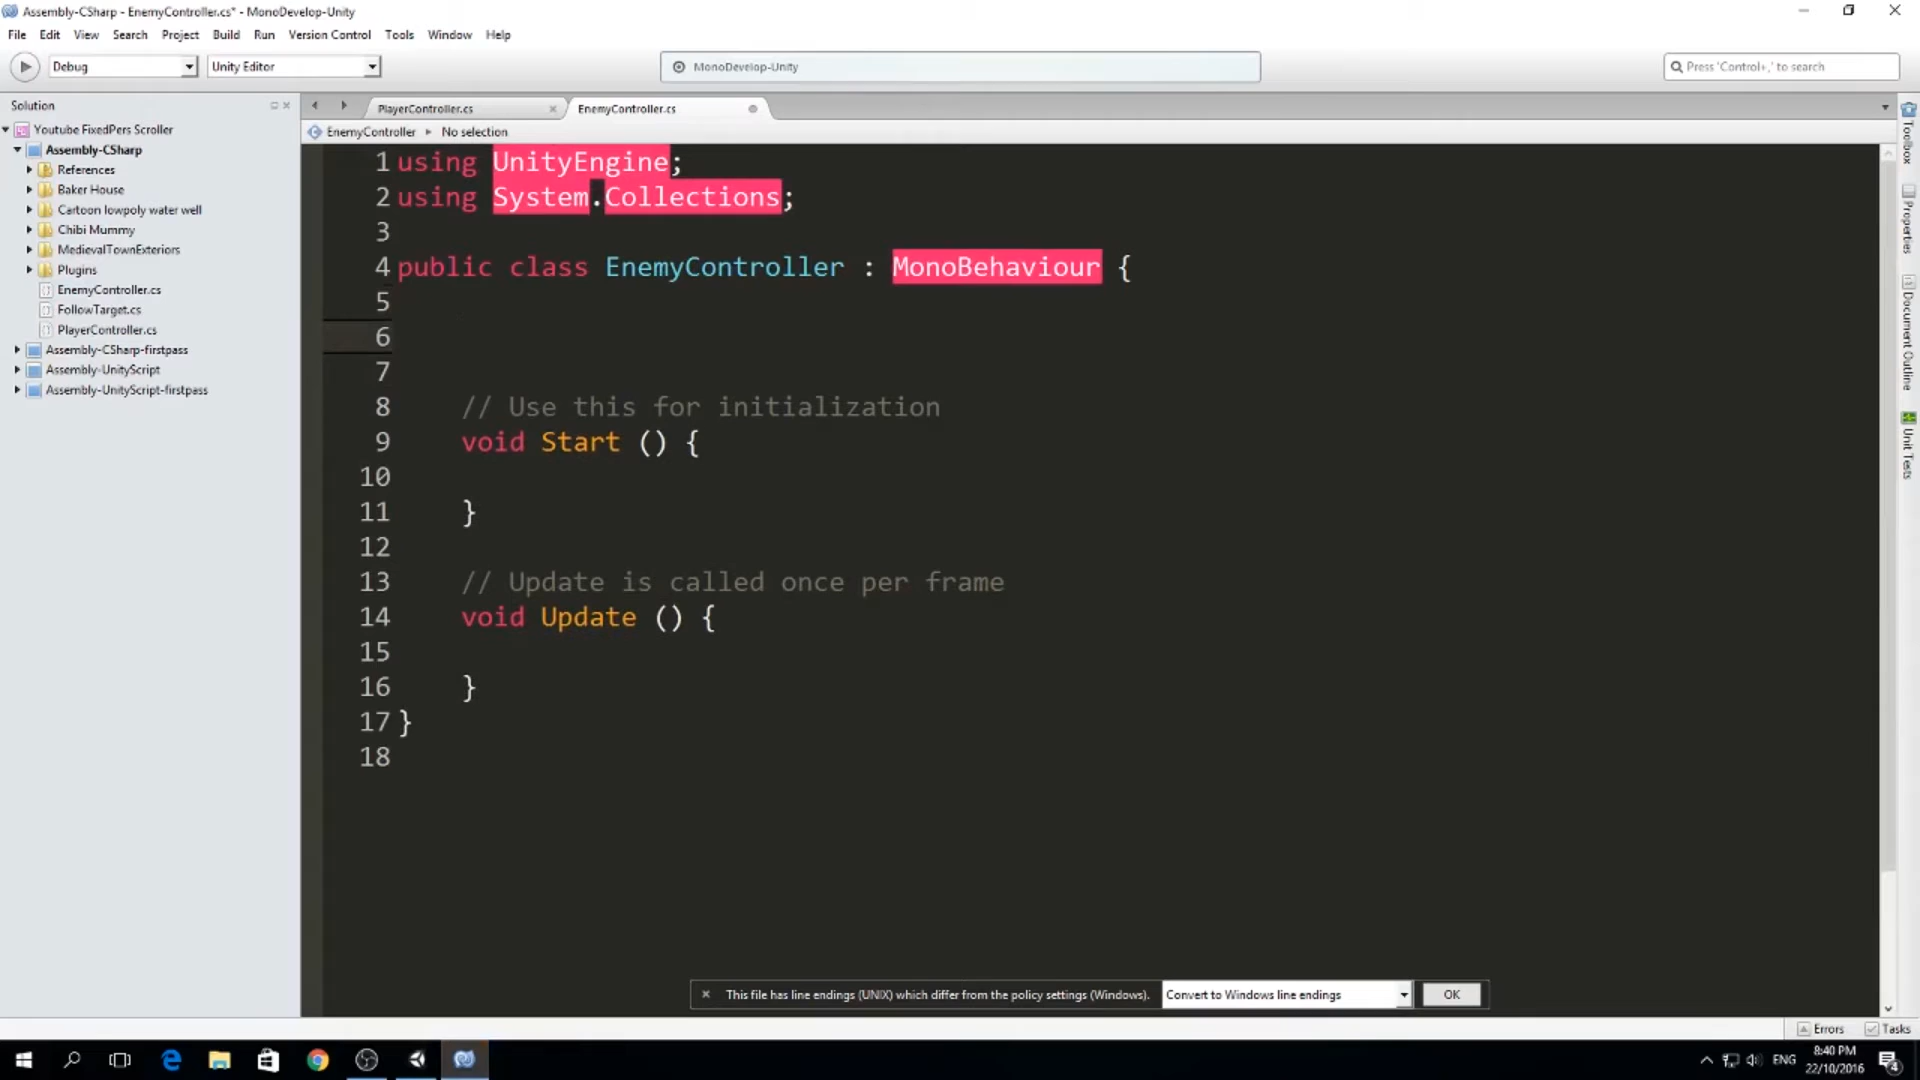 Assembly-CSharp - EnemyController.cs* - MonoDevelop-Unity
File Edit View Search Project Build Run Version Control Tools Window Help
Debug Unity Editor MonoDevelop-Unity Press 'Control+,' to search
Solution
Youtube FixedPers Scroller
Assembly-CSharp
References
Baker House
Cartoon lowpoly water well
Chibi Mummy
MedievalTownExteriors
Plugins
EnemyController.cs
FollowTarget.cs
PlayerController.cs
Assembly-CSharp-firstpass
Assembly-UnityScript
Assembly-UnityScript-firstpass
PlayerController.cs EnemyController.cs
EnemyController No selection
1 using UnityEngine;
2 using System.Collections;
3
4 public class EnemyController : MonoBehaviour {
5
6
7
8 // Use this for initialization
9 void Start () {
10
11 }
12
13 // Update is called once per frame
14 void Update () {
15
16 }
17 }
18
This file has line endings (UNIX) which differ from the policy settings (Windows). Convert to Windows line endings OK
Toolbox
Properties
Document Outline
Unit Tests
Errors Tasks
ENG 8:40 PM
22/10/2016
4